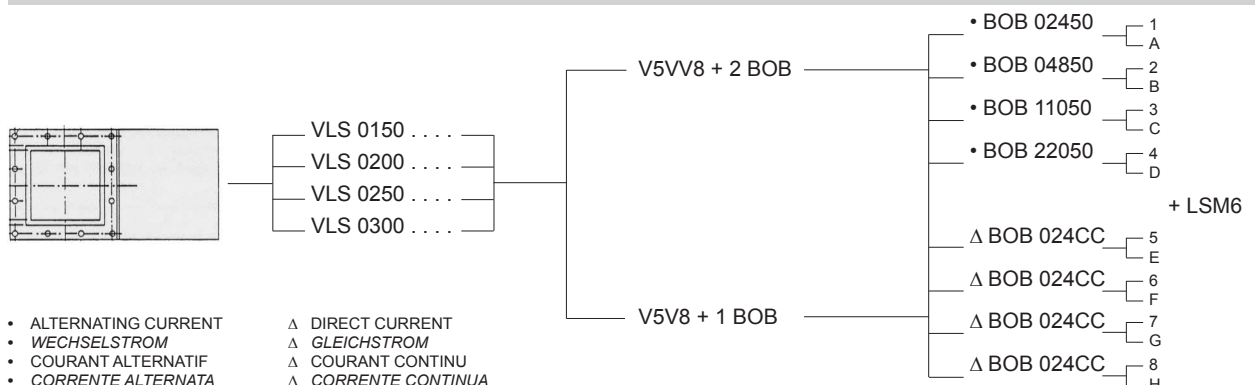 • BOB 02450
1
A
V5VV8 + 2 BOB
• BOB 04850
2
B
• BOB 11050
3
C
VLS 0150 . . . .
VLS 0200 . . . .
VLS 0250 . . . .
VLS 0300 . . . .
• BOB 22050
4
D
+ LSM6
Δ BOB 024CC
5
E
Δ BOB 024CC
6
F
V5V8 + 1 BOB
Δ BOB 024CC
7
G
Δ BOB 024CC
8
H
• ALTERNATING CURRENT
• WECHSELSTROM
• COURANT ALTERNATIF
• CORRENTE ALTERNATA
Δ DIRECT CURRENT
Δ GLEICHSTROM
Δ COURANT CONTINU
Δ CORRENTE CONTINUA